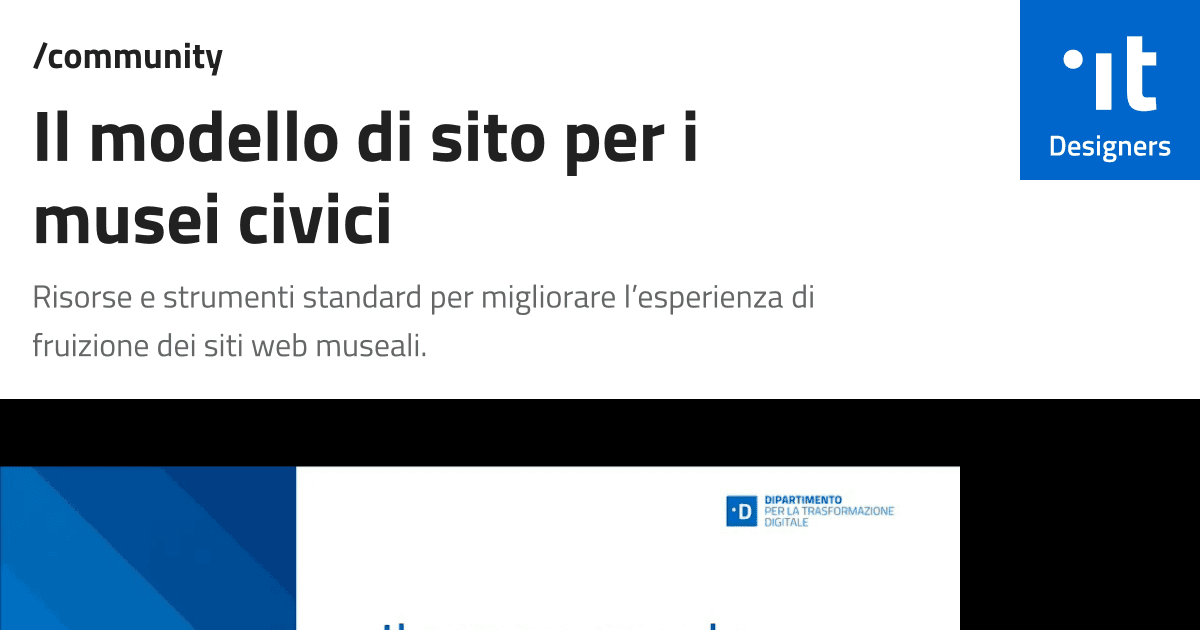 /community
Il modello di sito per i
musei civici
Risorse e strumenti standard per migliorare l’esperienza di
fruizione dei siti web museali.
it
Designers
D
DIPARTIMENTO
PER LA TRASFORMAZIONE
DIGITALE